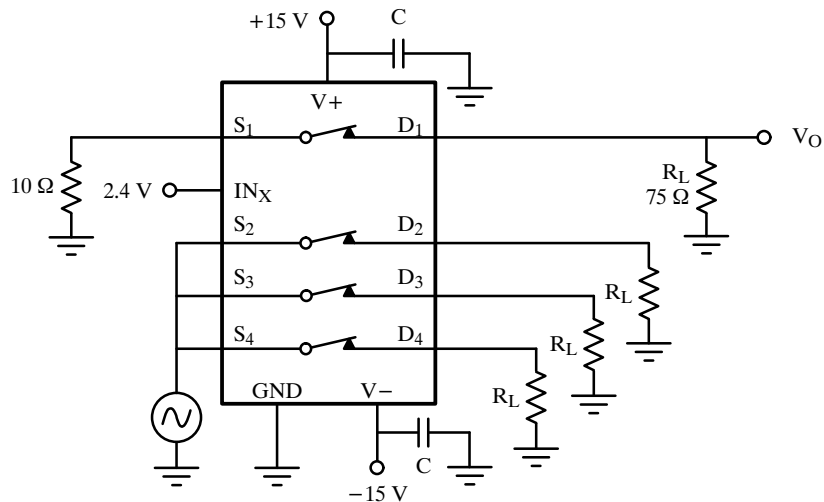 +15 V
C
V+
S1
D1
VO
10 Ω
2.4 V
INX
RL
75 Ω
S2
D2
S3
D3
RL
S4
D4
RL
RL
GND
V−
C
−15 V